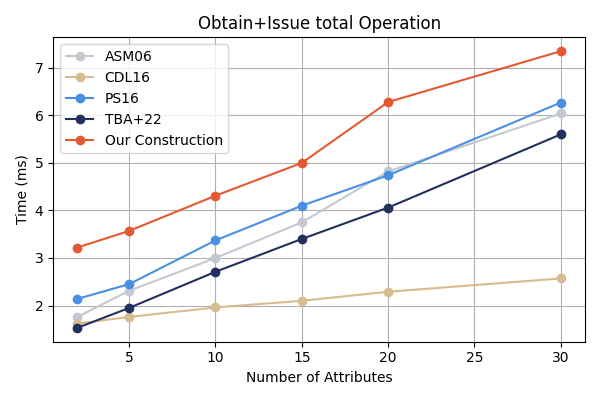 Obtain+Issue total Operation
ASM06
CDL16
PS16
TBA+22
Our Construction
Time (ms)
7
6
5
4
3
2
5
10
15
20
25
30
Number of Attributes